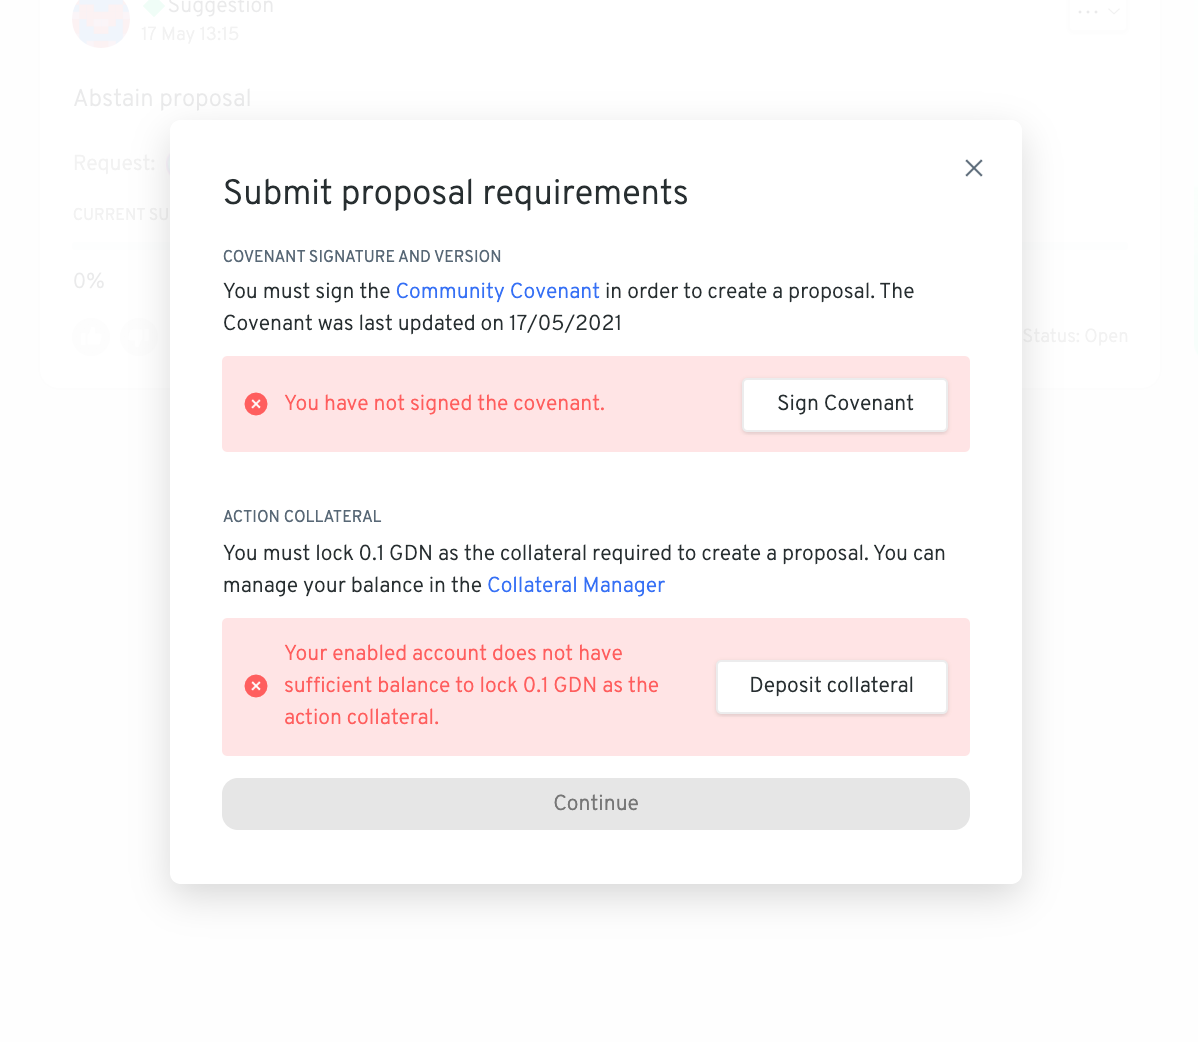 Suggestion
17 May 13:15
Abstain proposal
Request:
CURRENT SU
0%
Status: Open
Submit proposal requirements
COVENANT SIGNATURE AND VERSION
You must sign the Community Covenant in order to create a proposal. The
Covenant was last updated on 17/05/2021
You have not signed the covenant.
Sign Covenant
ACTION COLLATERAL
You must lock 0.1 GDN as the collateral required to create a proposal. You can
manage your balance in the Collateral Manager
Your enabled account does not have
sufficient balance to lock 0.1 GDN as the
action collateral.
Deposit collateral
Continue